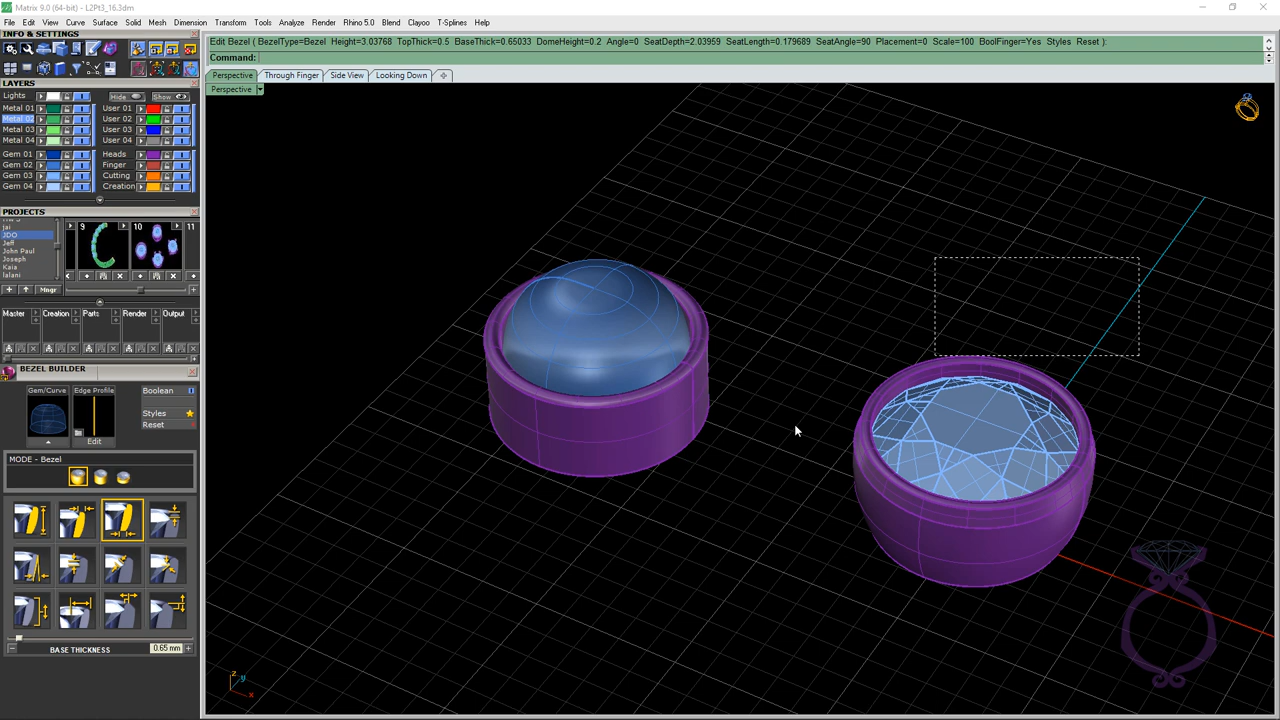 Matrix 9.0 (64-bit) - L2Pt3_16.3dm
File Edit View Curve Surface Solid Mesh Dimension Transform Tools Analyze Render Rhino 5.0 Blend Clayoo T-Splines Help
INFO & SETTINGS
Edit Bezel ( BezelType=Bezel Height=3.03768 TopThick=0.5 BaseThick=0.65033 DomeHeight=0.2 Angle=0 SeatDepth=2.03959 SeatLength=0.179689 SeatAngle=90 Placement=0 Scale=100 BoolFinger=Yes Styles Reset ):
Command:
Perspective Through Finger Side View Looking Down
Perspective
LAYERS
Lights Hide Show
Metal 01 User 01
Metal 02 User 02
Metal 03 User 03
Metal 04 User 04
Gem 01 Heads
Gem 02 Finger
Gem 03 Cutting
Gem 04 Creation
PROJECTS
jai
JDO
Jeff
John Paul
Joseph
Kaia
lalani
9 10 11
Mngr
Master Creation Parts Render Output
BEZEL BUILDER
Gem/Curve Edge Profile Boolean
Styles
Reset
Edit
MODE - Bezel
BASE THICKNESS 0.65 mm
z
y
x